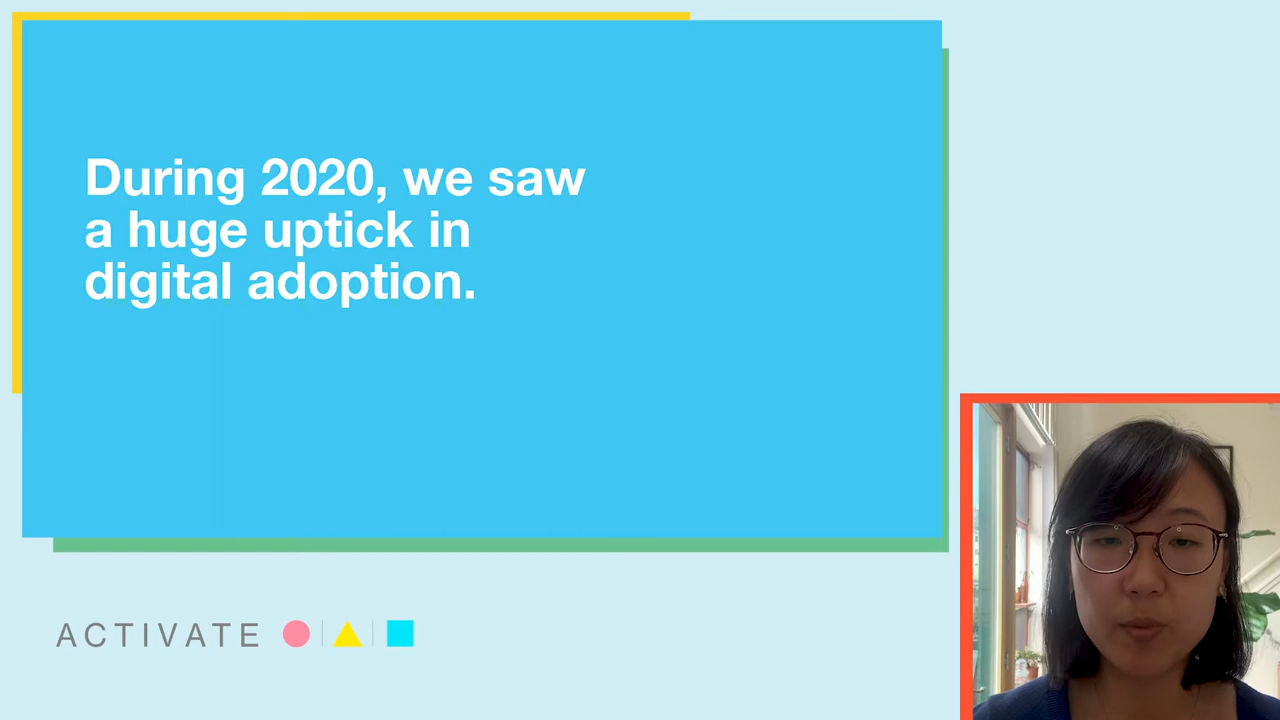 During 2020, we saw
a huge uptick in
digital adoption.
ACTIVATE